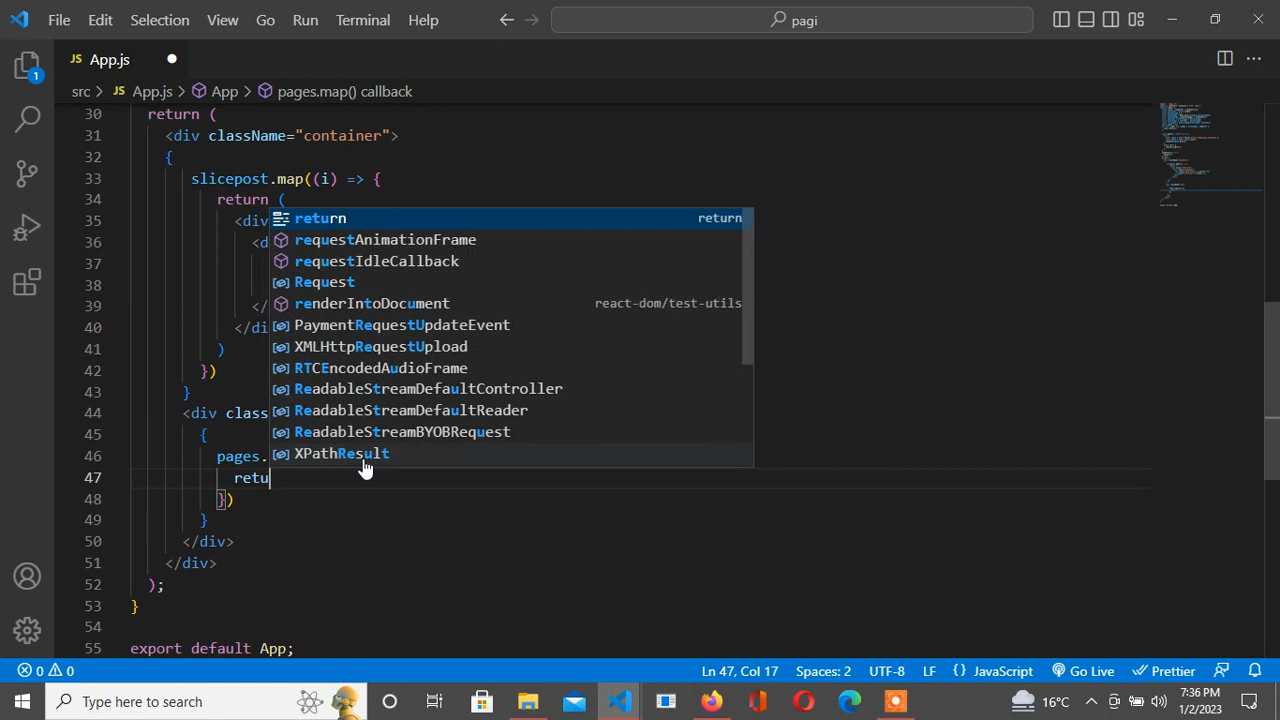 File Edit Selection View Go Run Terminal Help pagi
JS App.js
src > JS App.js > App > pages.map() callback
30 return (
31 <div className="container">
32 {
33 slicepost.map((i) => {
34 return (
35 <div
36 <d
37
38
39 </
40 </di
41 )
42 })
43 }
44 <div class
45 {
46 pages.
47 retu
48 })
49 }
50 </div>
51 </div>
52 );
53 }
54
55 export default App;
return return
requestAnimationFrame
requestIdleCallback
Request
renderIntoDocument react-dom/test-utils
PaymentRequestUpdateEvent
XMLHttpRequestUpload
RTCEncodedAudioFrame
ReadableStreamDefaultController
ReadableStreamDefaultReader
ReadableStreamBYOBRequest
XPathResult
1
0 0 Ln 47, Col 17 Spaces: 2 UTF-8 LF {} JavaScript Go Live Prettier
Type here to search 16°C 7:36 PM
1/2/2023